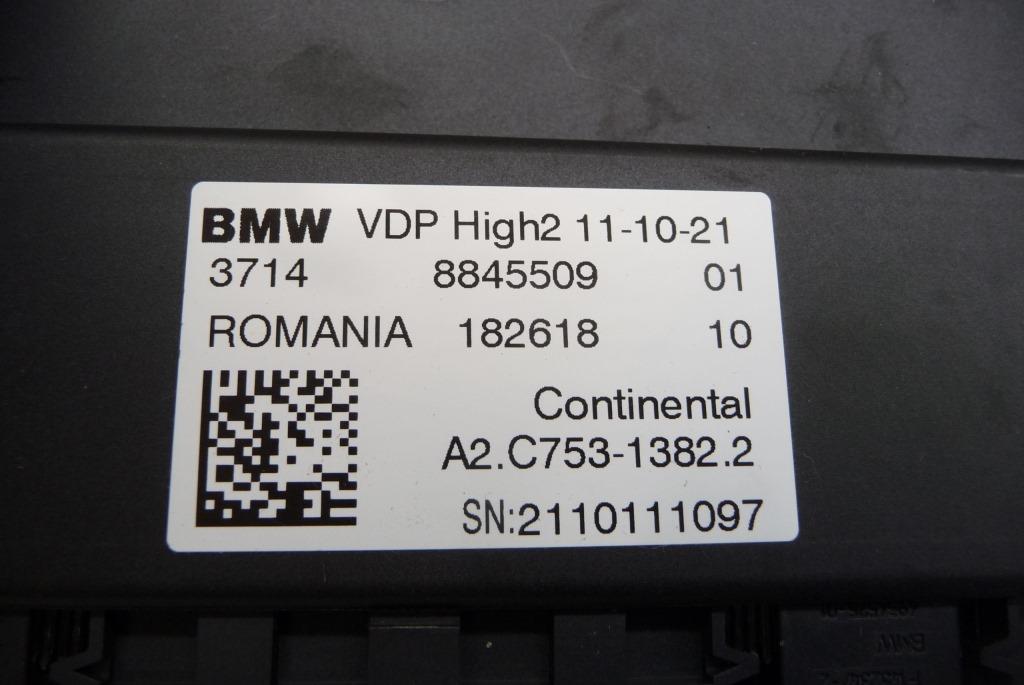 BMW VDP High2 11-10-21
3714 8845509 01
ROMANIA 182618 10
Continental
A2.C753-1382.2
SN:2110111097
BMW